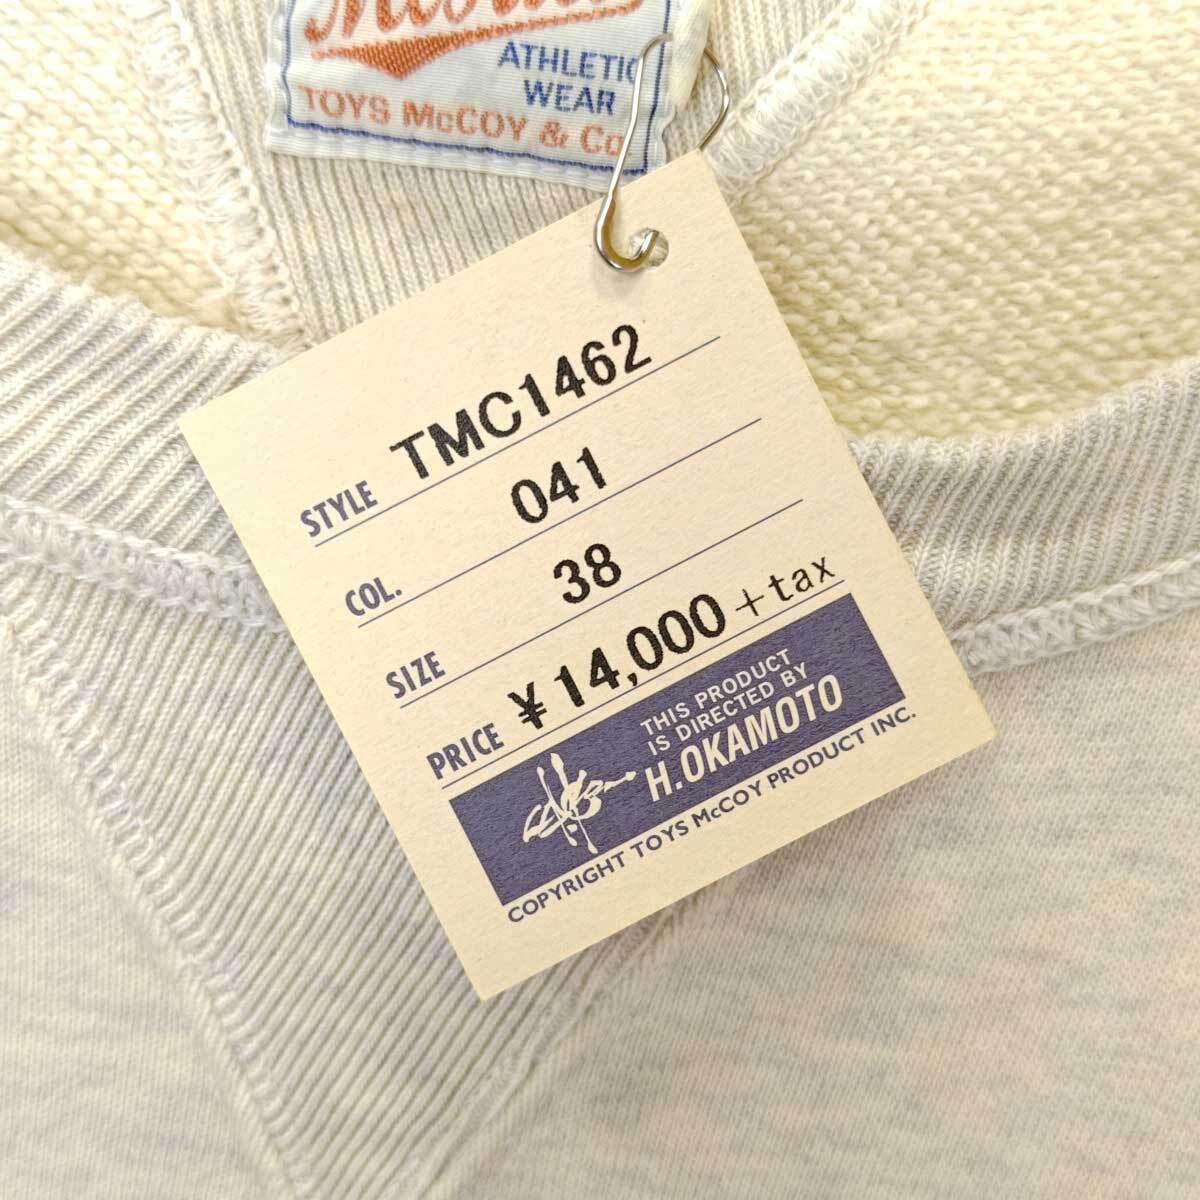 ATHLETIC
WEAR
TOYS McCOY & Co.
STYLE TMC1462
COL. 041
SIZE 38
PRICE ¥14,000 +tax
THIS PRODUCT
IS DIRECTED BY
H.OKAMOTO
COPYRIGHT TOYS McCOY PRODUCT INC.